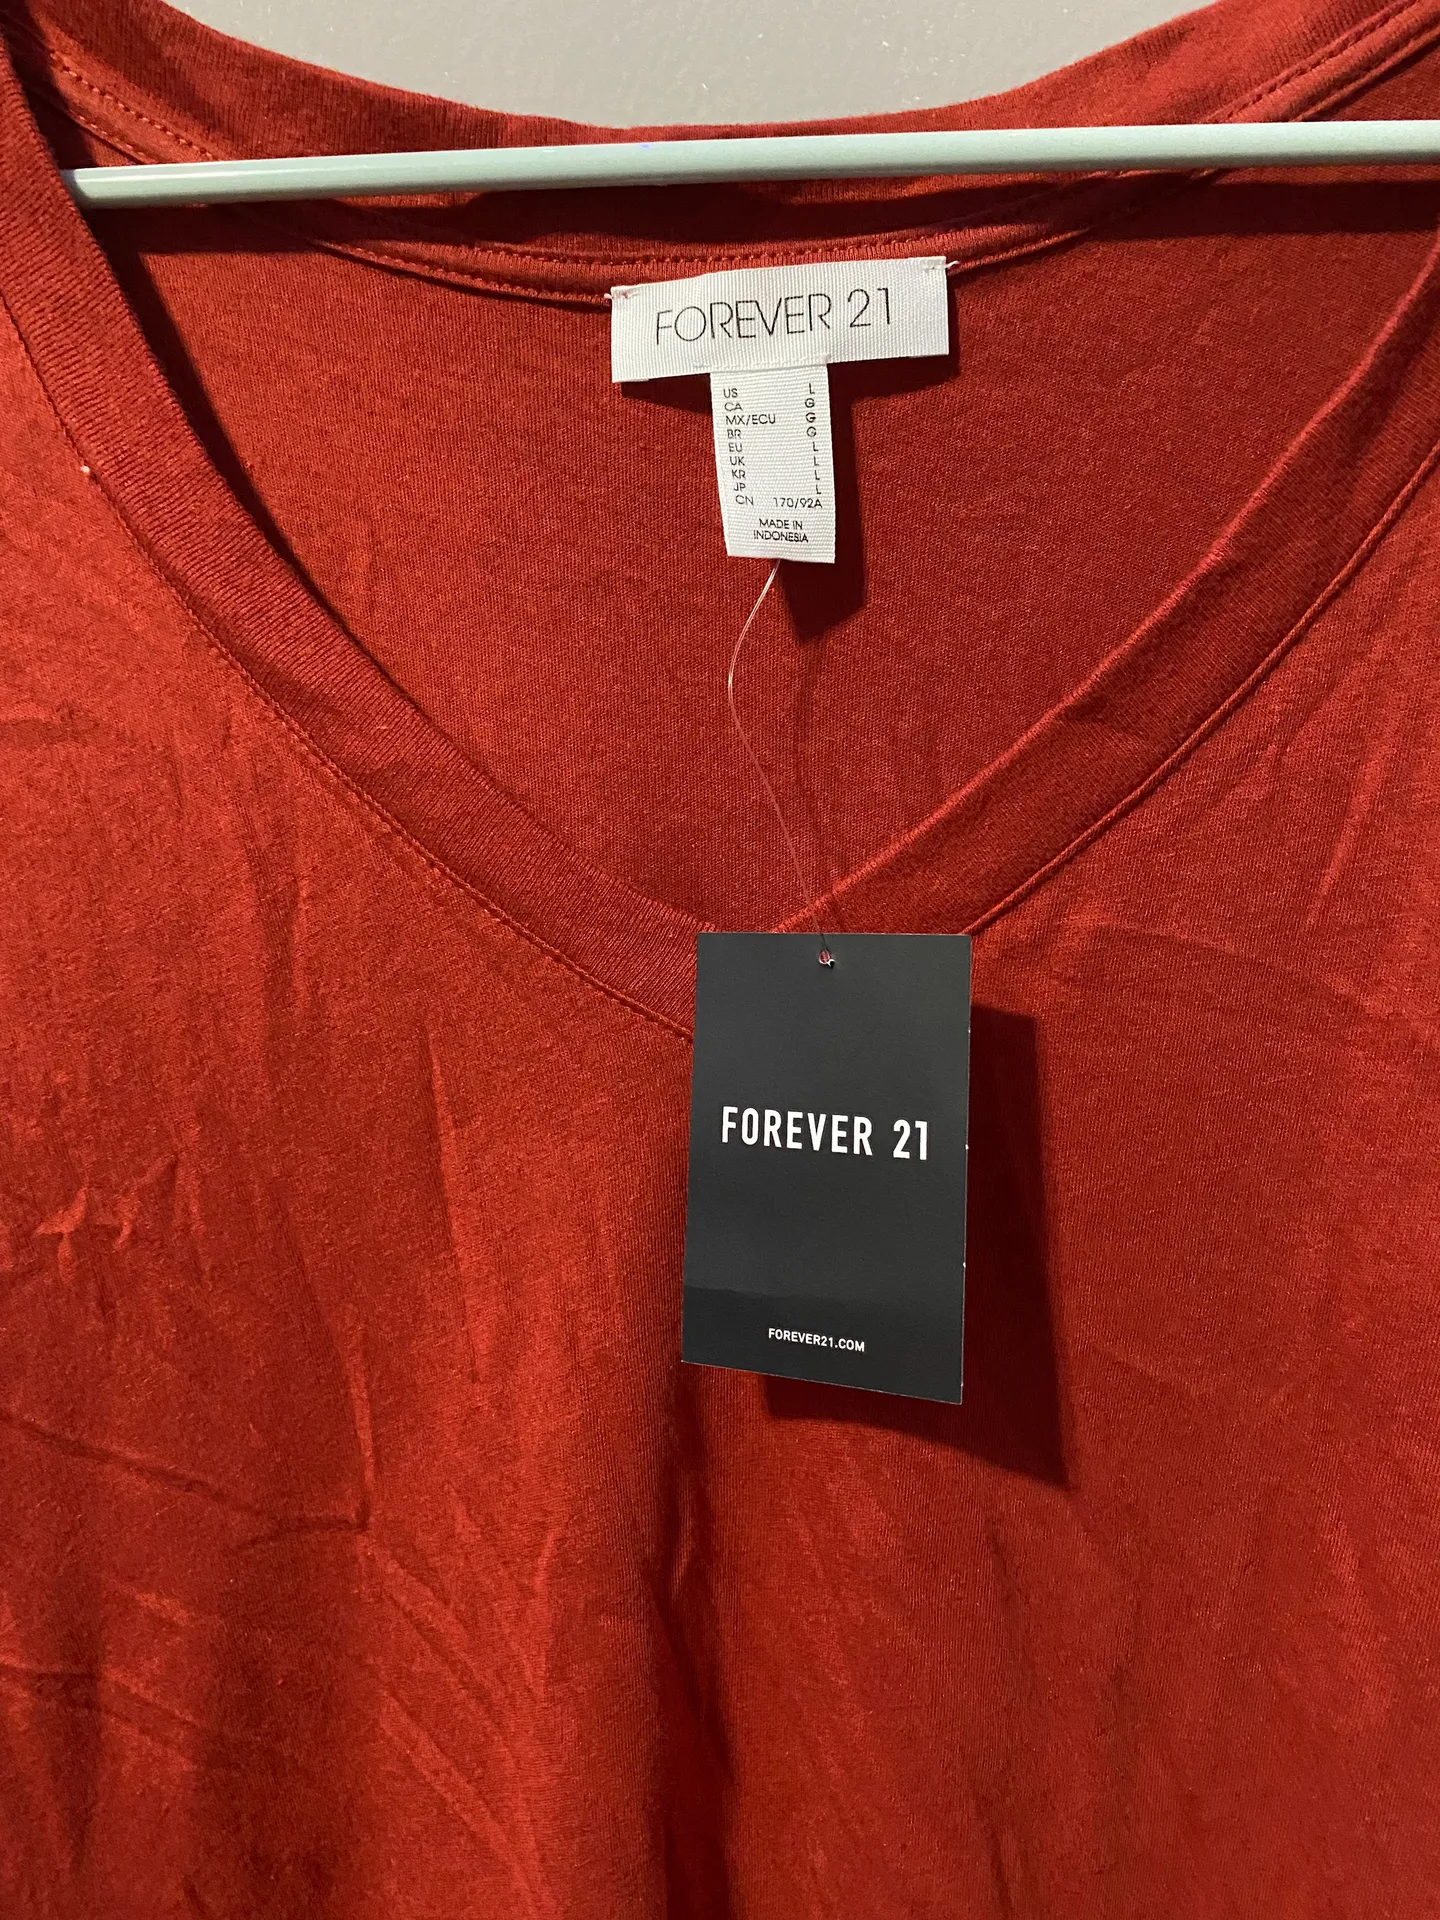 FOREVER 21
US L
CA G
MX/ECU G
BR G
EU L
UK L
KR L
JP L
CN 170/92A
MADE IN
INDONESIA
FOREVER 21
FOREVER21.COM